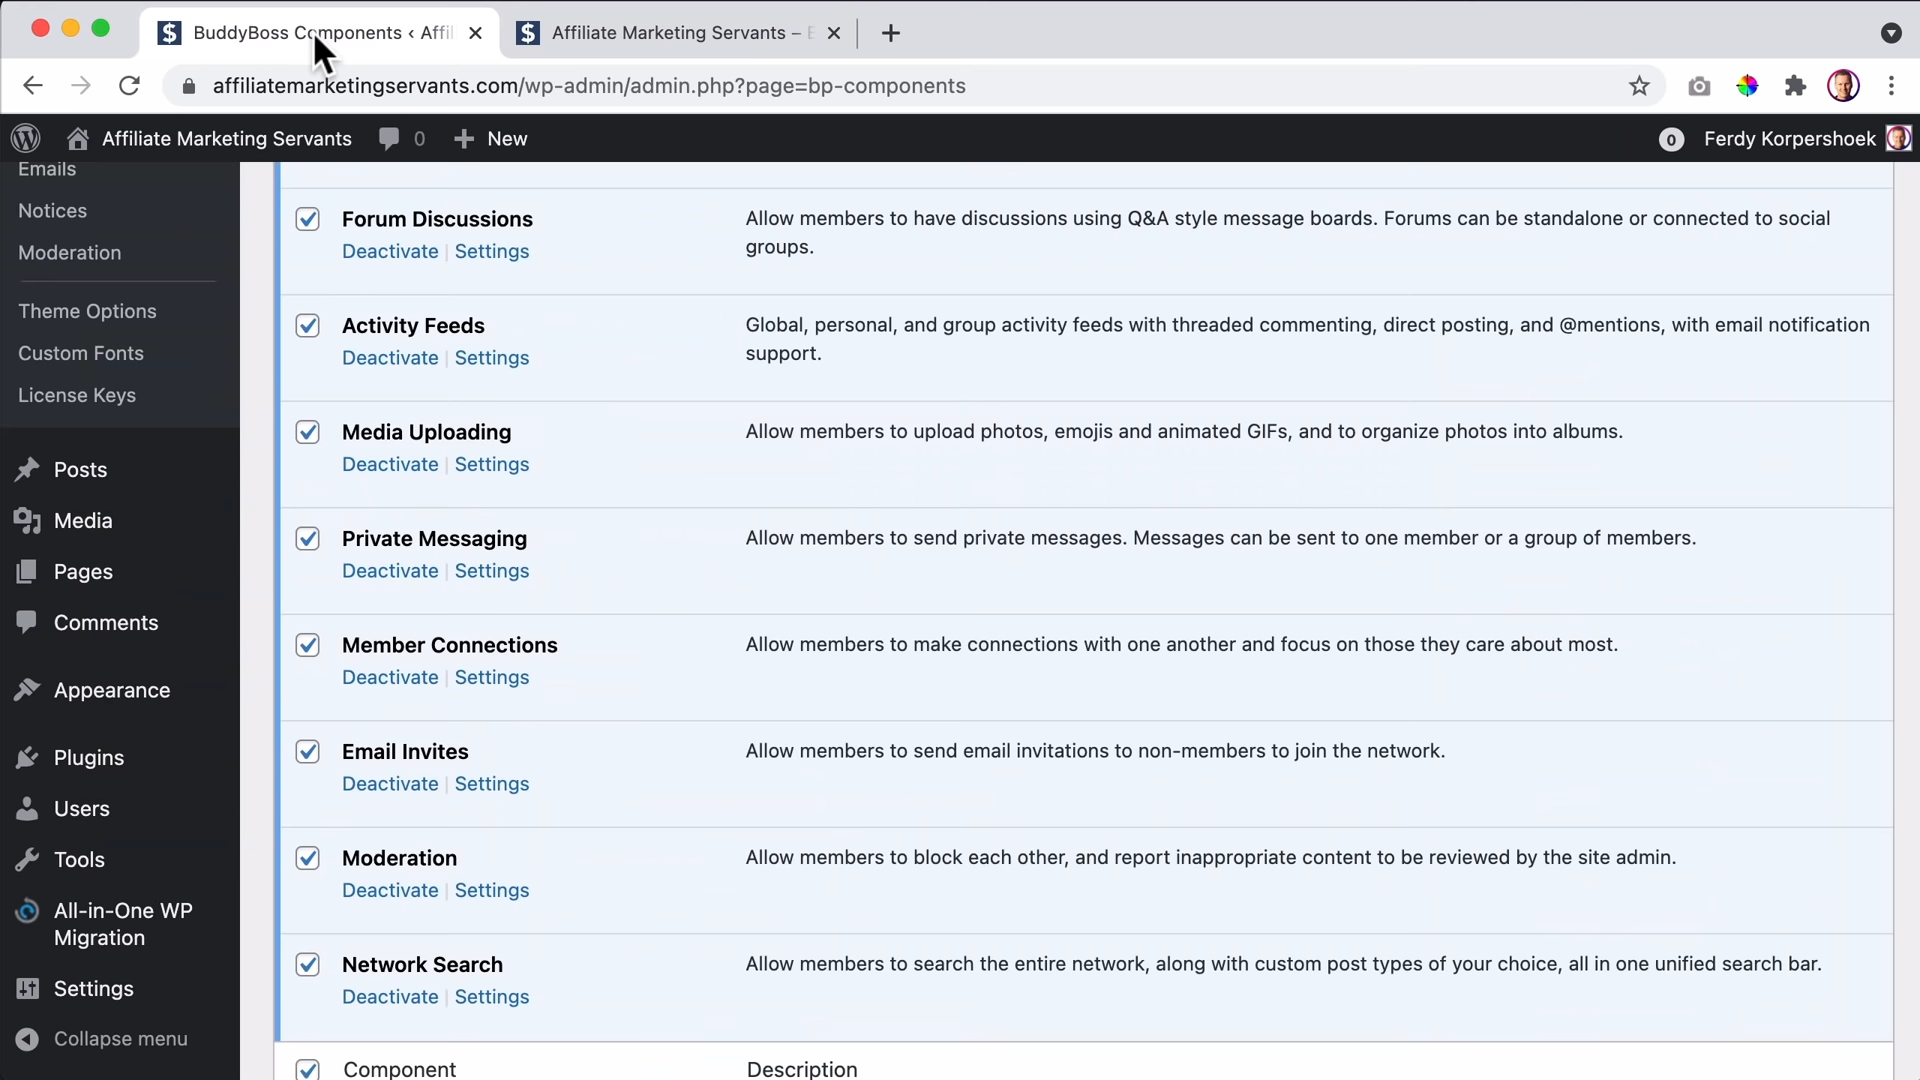 BuddyBoss Components ‹ Affil
Affiliate Marketing Servants –
affiliatemarketingservants.com/wp-admin/admin.php?page=bp-components
Affiliate Marketing Servants 0 New 0 Ferdy Korpershoek
Emails
Notices
Moderation
Theme Options
Custom Fonts
License Keys
Posts
Media
Pages
Comments
Appearance
Plugins
Users
Tools
All-in-One WP
Migration
Settings
Collapse menu
Forum Discussions
Deactivate | Settings
Allow members to have discussions using Q&A style message boards. Forums can be standalone or connected to social
groups.
Activity Feeds
Deactivate | Settings
Global, personal, and group activity feeds with threaded commenting, direct posting, and @mentions, with email notification
support.
Media Uploading
Deactivate | Settings
Allow members to upload photos, emojis and animated GIFs, and to organize photos into albums.
Private Messaging
Deactivate | Settings
Allow members to send private messages. Messages can be sent to one member or a group of members.
Member Connections
Deactivate | Settings
Allow members to make connections with one another and focus on those they care about most.
Email Invites
Deactivate | Settings
Allow members to send email invitations to non-members to join the network.
Moderation
Deactivate | Settings
Allow members to block each other, and report inappropriate content to be reviewed by the site admin.
Network Search
Deactivate | Settings
Allow members to search the entire network, along with custom post types of your choice, all in one unified search bar.
Component
Description